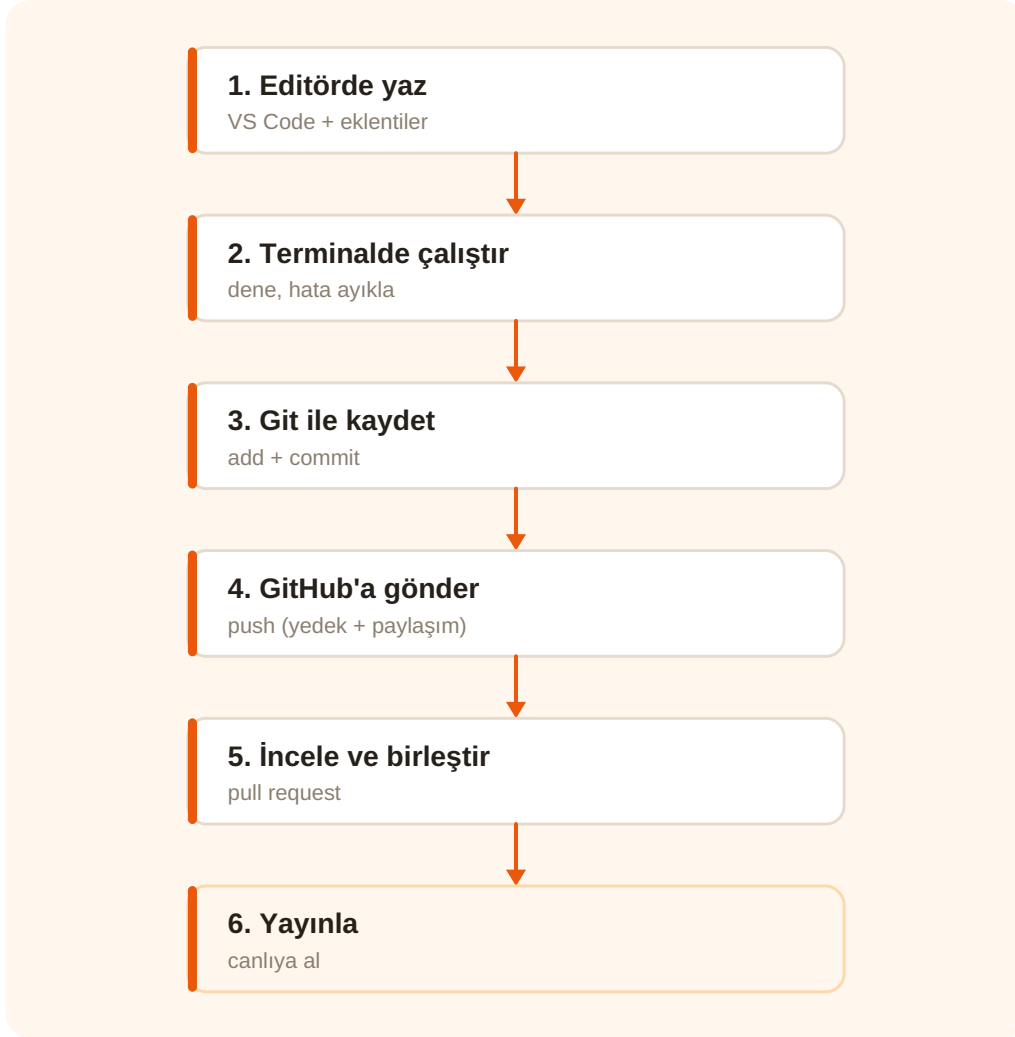 1. Editörde yaz
VS Code + eklentiler
2. Terminalde çalıştır
dene, hata ayıkla
3. Git ile kaydet
add + commit
4. GitHub'a gönder
push (yedek + paylaşım)
5. İncele ve birleştir
pull request
6. Yayınla
canlıya al